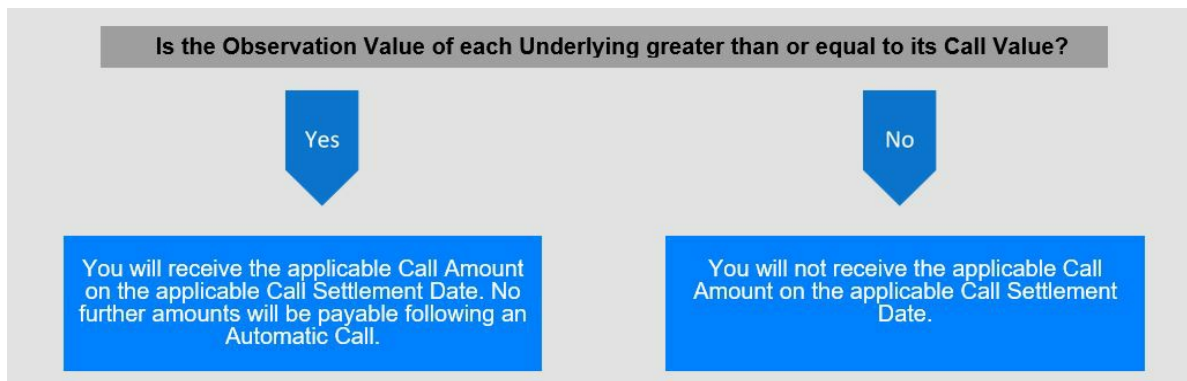 Is the Observation Value of each Underlying greater than or equal to its Call Value?
Yes
No
You will receive the applicable Call Amount
on the applicable Call Settlement Date. No
further amounts will be payable following an
Automatic Call.
You will not receive the applicable Call
Amount on the applicable Call Settlement
Date.